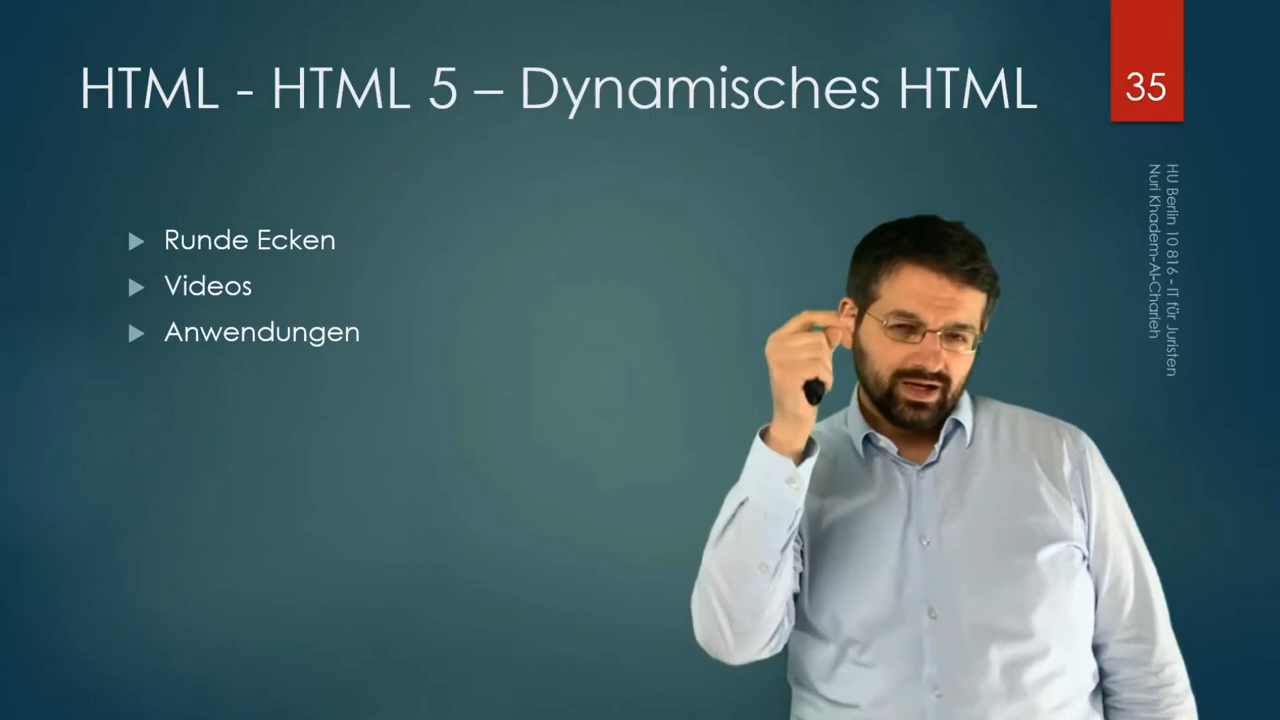 HTML - HTML 5 – Dynamisches HTML
35
Runde Ecken
Videos
Anwendungen
HU Berlin 10 816 - IT für Juristen
Nuri Khadem-Al-Charieh